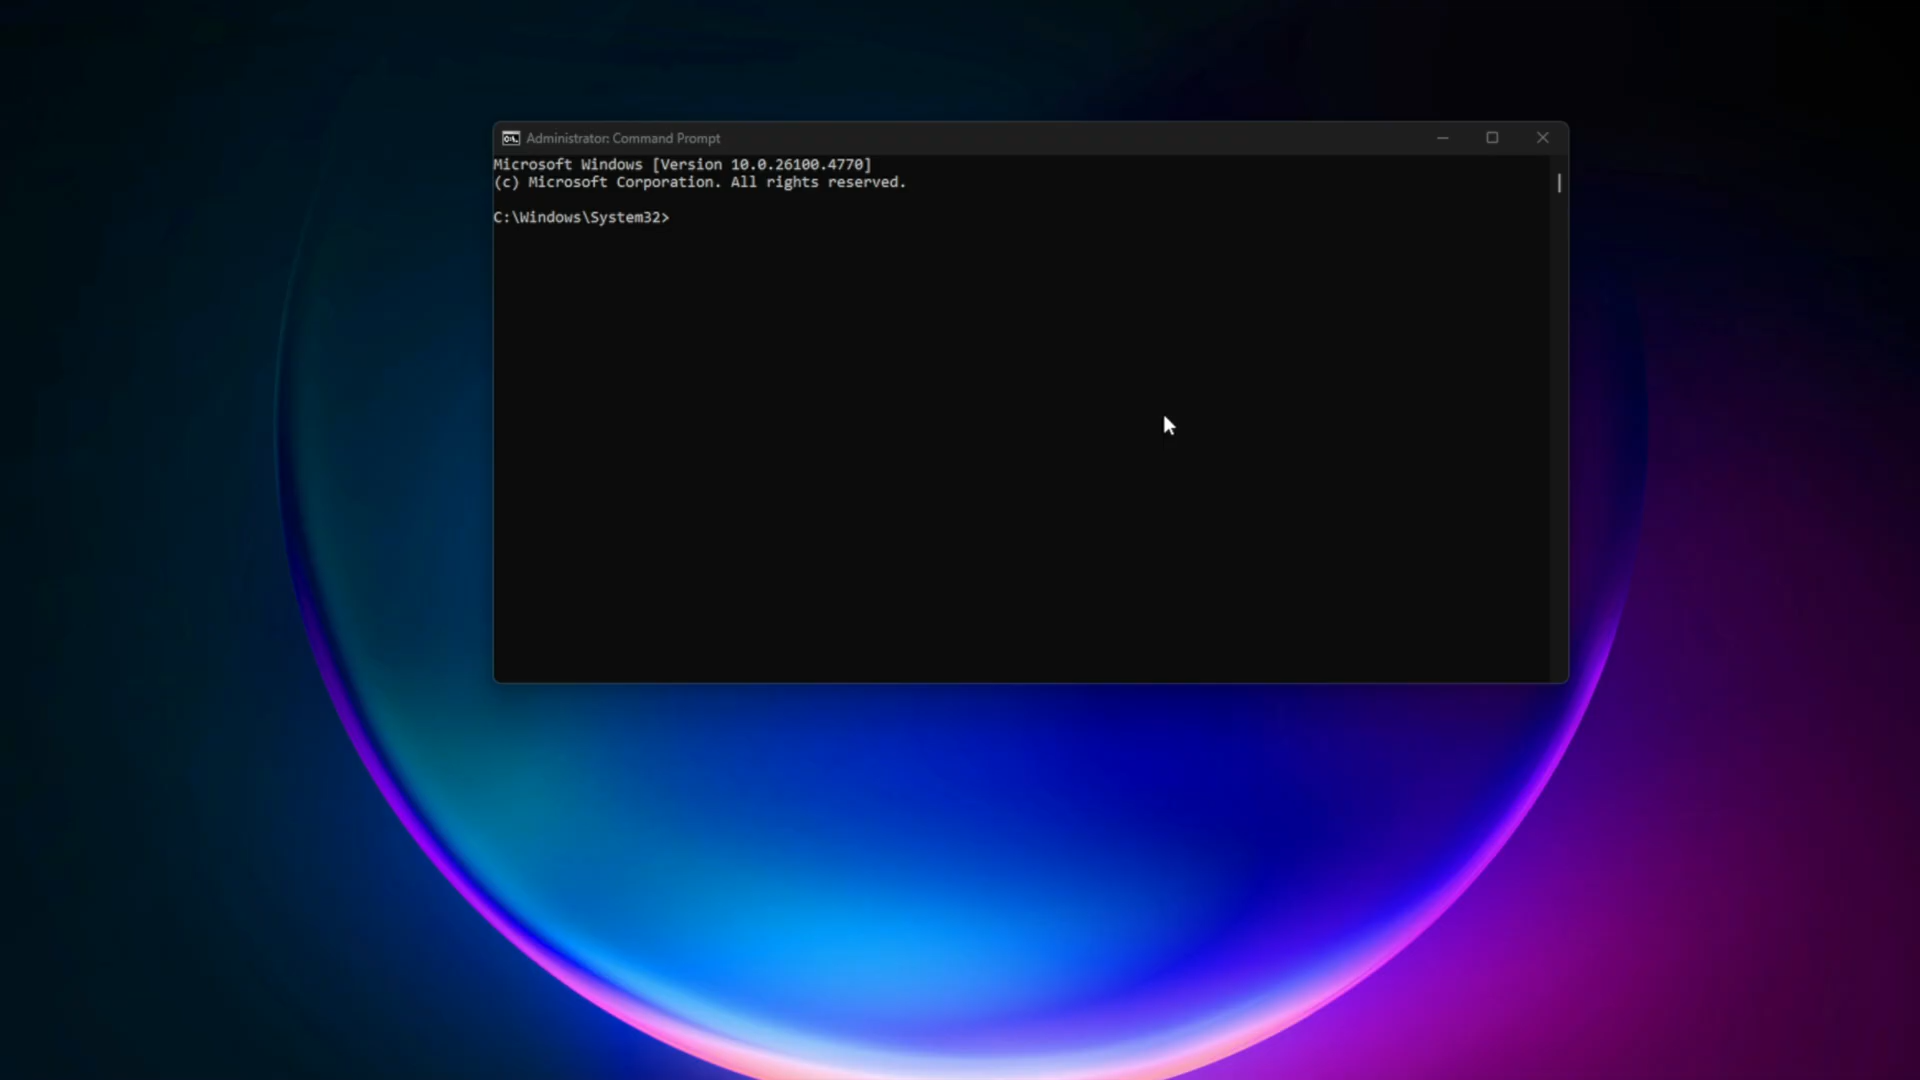 Administrator: Command Prompt
Microsoft Windows [Version 10.0.26100.4770]
(c) Microsoft Corporation. All rights reserved.
C:\Windows\System32>